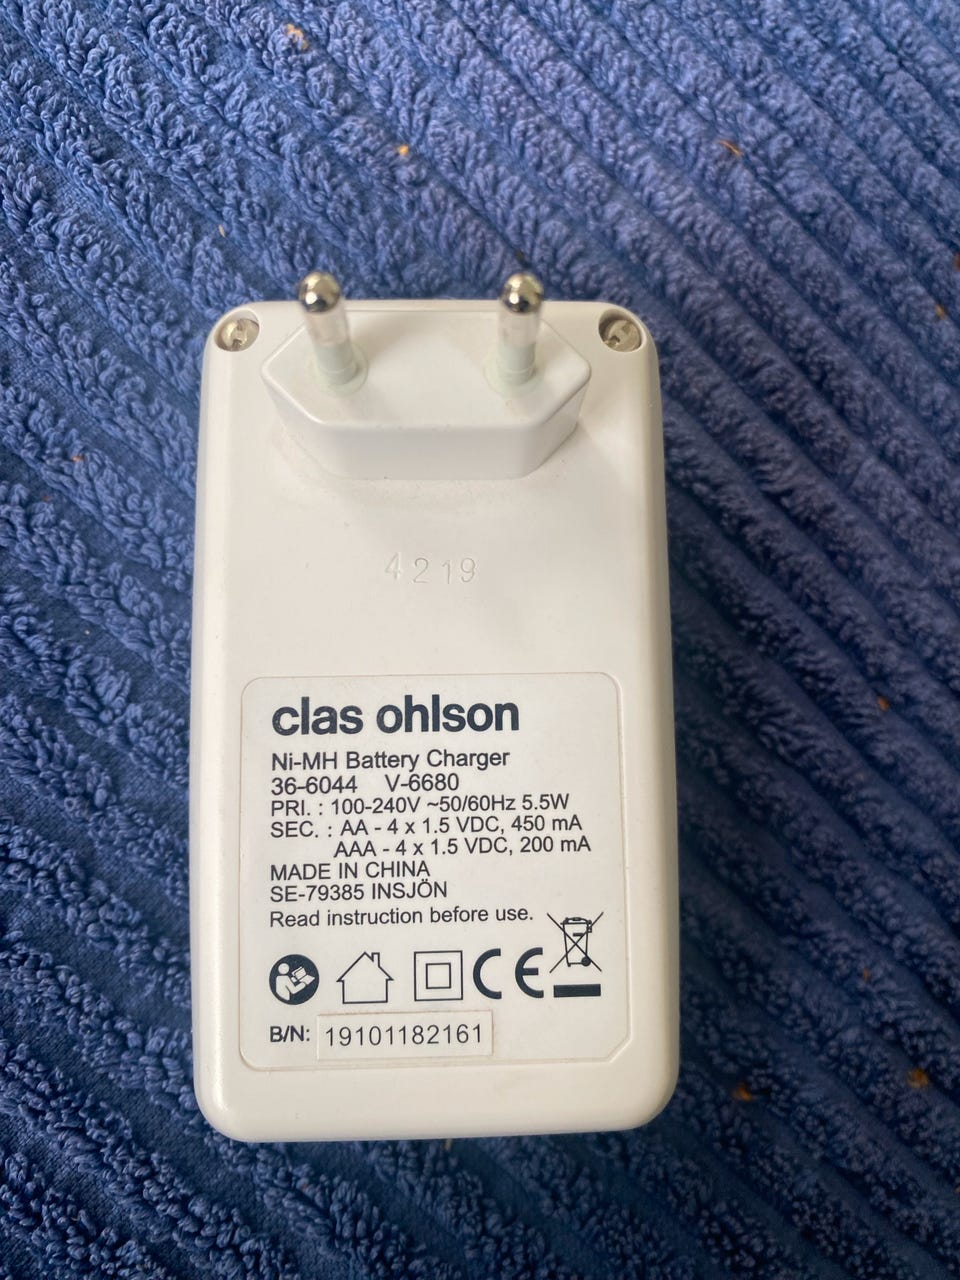 4219
clas ohlson
Ni-MH Battery Charger
36-6044 V-6680
PRI. : 100-240V ~50/60Hz 5.5W
SEC. : AA - 4 x 1.5 VDC, 450 mA
AAA - 4 x 1.5 VDC, 200 mA
MADE IN CHINA
SE-79385 INSJÖN
Read instruction before use.
CE
B/N: 19101182161